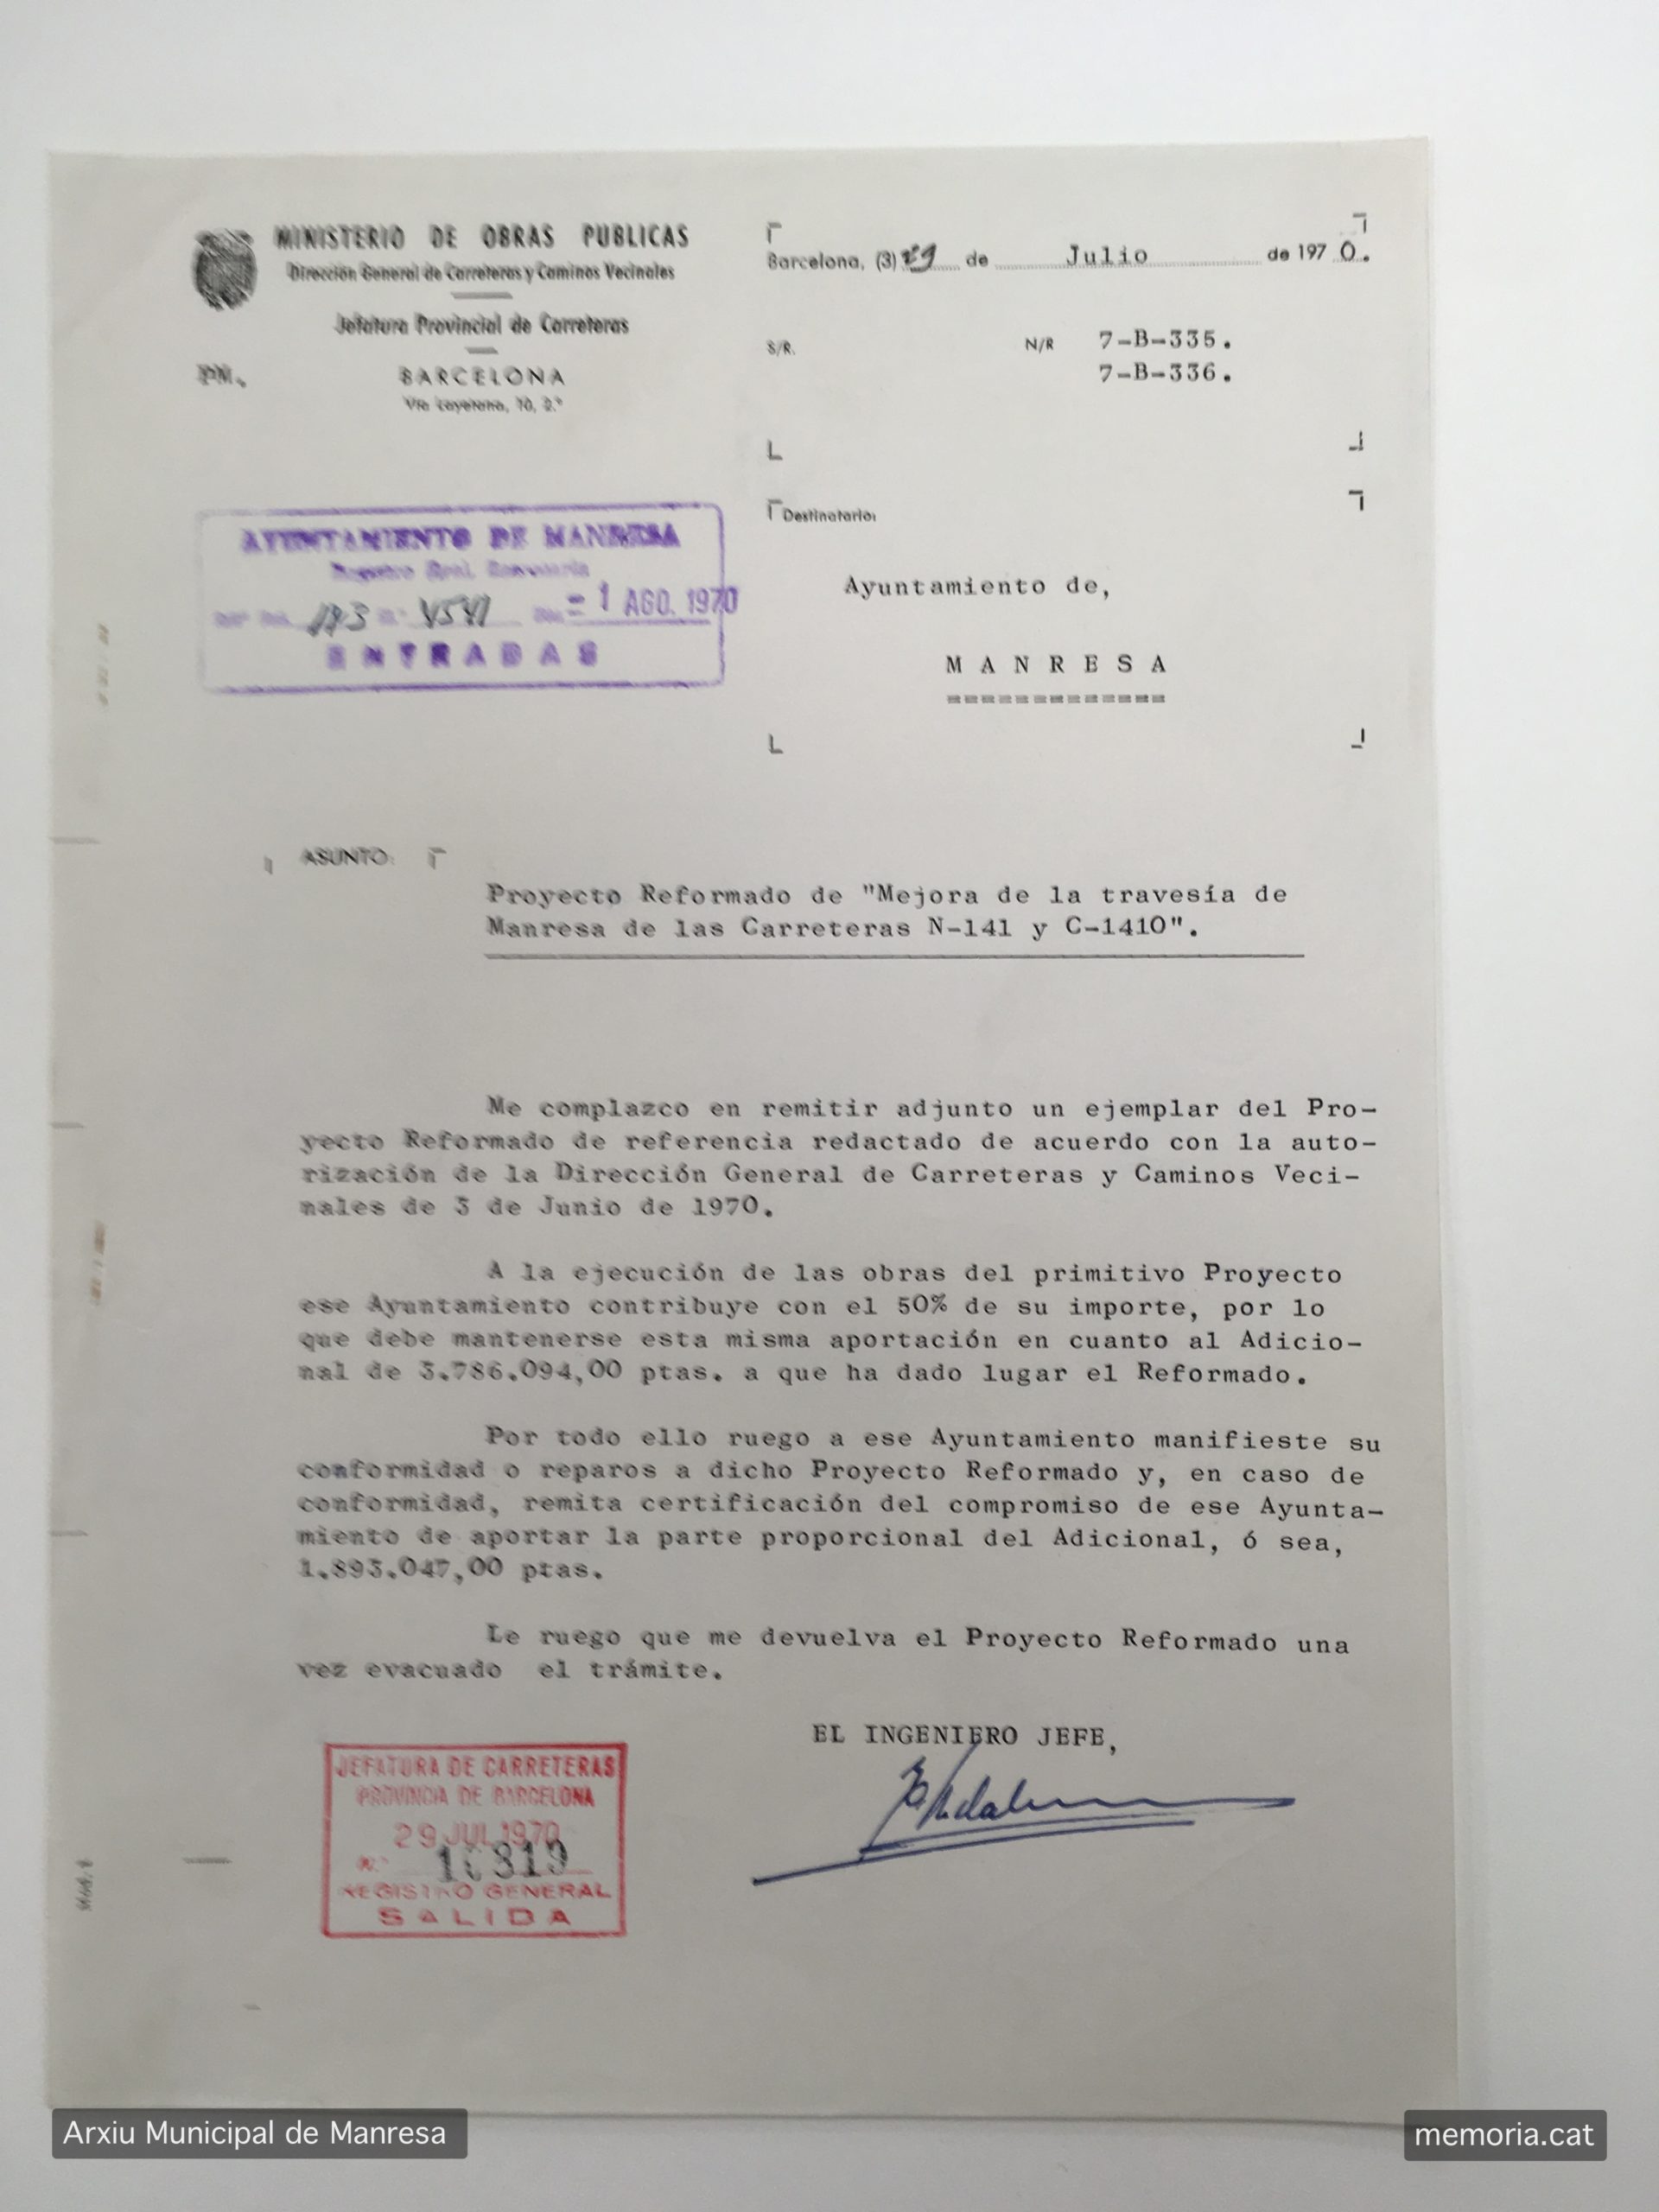 MINISTERIO DE OBRAS PUBLICAS
Dirección General de Carreteras y Caminos Vecinales
Jefatura Provincial de Carreteras
PM.
BARCELONA
Vía Layetana, 10, 2.º
Barcelona, (3) 29 de Julio de 1970.
S/R.
N/R 7-B-335.
7-B-336.
AYUNTAMIENTO DE MANRESA
Registro Gral.
193 4541 - 1 AGO. 1970
ENTRADAS
Destinatario:
Ayuntamiento de,
M A N R E S A
=============
ASUNTO:
Proyecto Reformado de "Mejora de la travesía de
Manresa de las Carreteras N-141 y C-1410".
Me complazco en remitir adjunto un ejemplar del Pro-
yecto Reformado de referencia redactado de acuerdo con la auto-
rización de la Dirección General de Carreteras y Caminos Veci-
nales de 3 de Junio de 1970.
A la ejecución de las obras del primitivo Proyecto
ese Ayuntamiento contribuye con el 50% de su importe, por lo
que debe mantenerse esta misma aportación en cuanto al Adicio-
nal de 3.786.094,00 ptas. a que ha dado lugar el Reformado.
Por todo ello ruego a ese Ayuntamiento manifieste su
conformidad o reparos a dicho Proyecto Reformado y, en caso de
conformidad, remita certificación del compromiso de ese Ayunta-
miento de aportar la parte proporcional del Adicional, ó sea,
1.893.047,00 ptas.
Le ruego que me devuelva el Proyecto Reformado una
vez evacuado el trámite.
EL INGENIERO JEFE,
JEFATURA DE CARRETERAS
PROVINCIA DE BARCELONA
29 JUL 1970
N.º
REGISTRO GENERAL
SALIDA
Arxiu Municipal de Manresa
memoria.cat